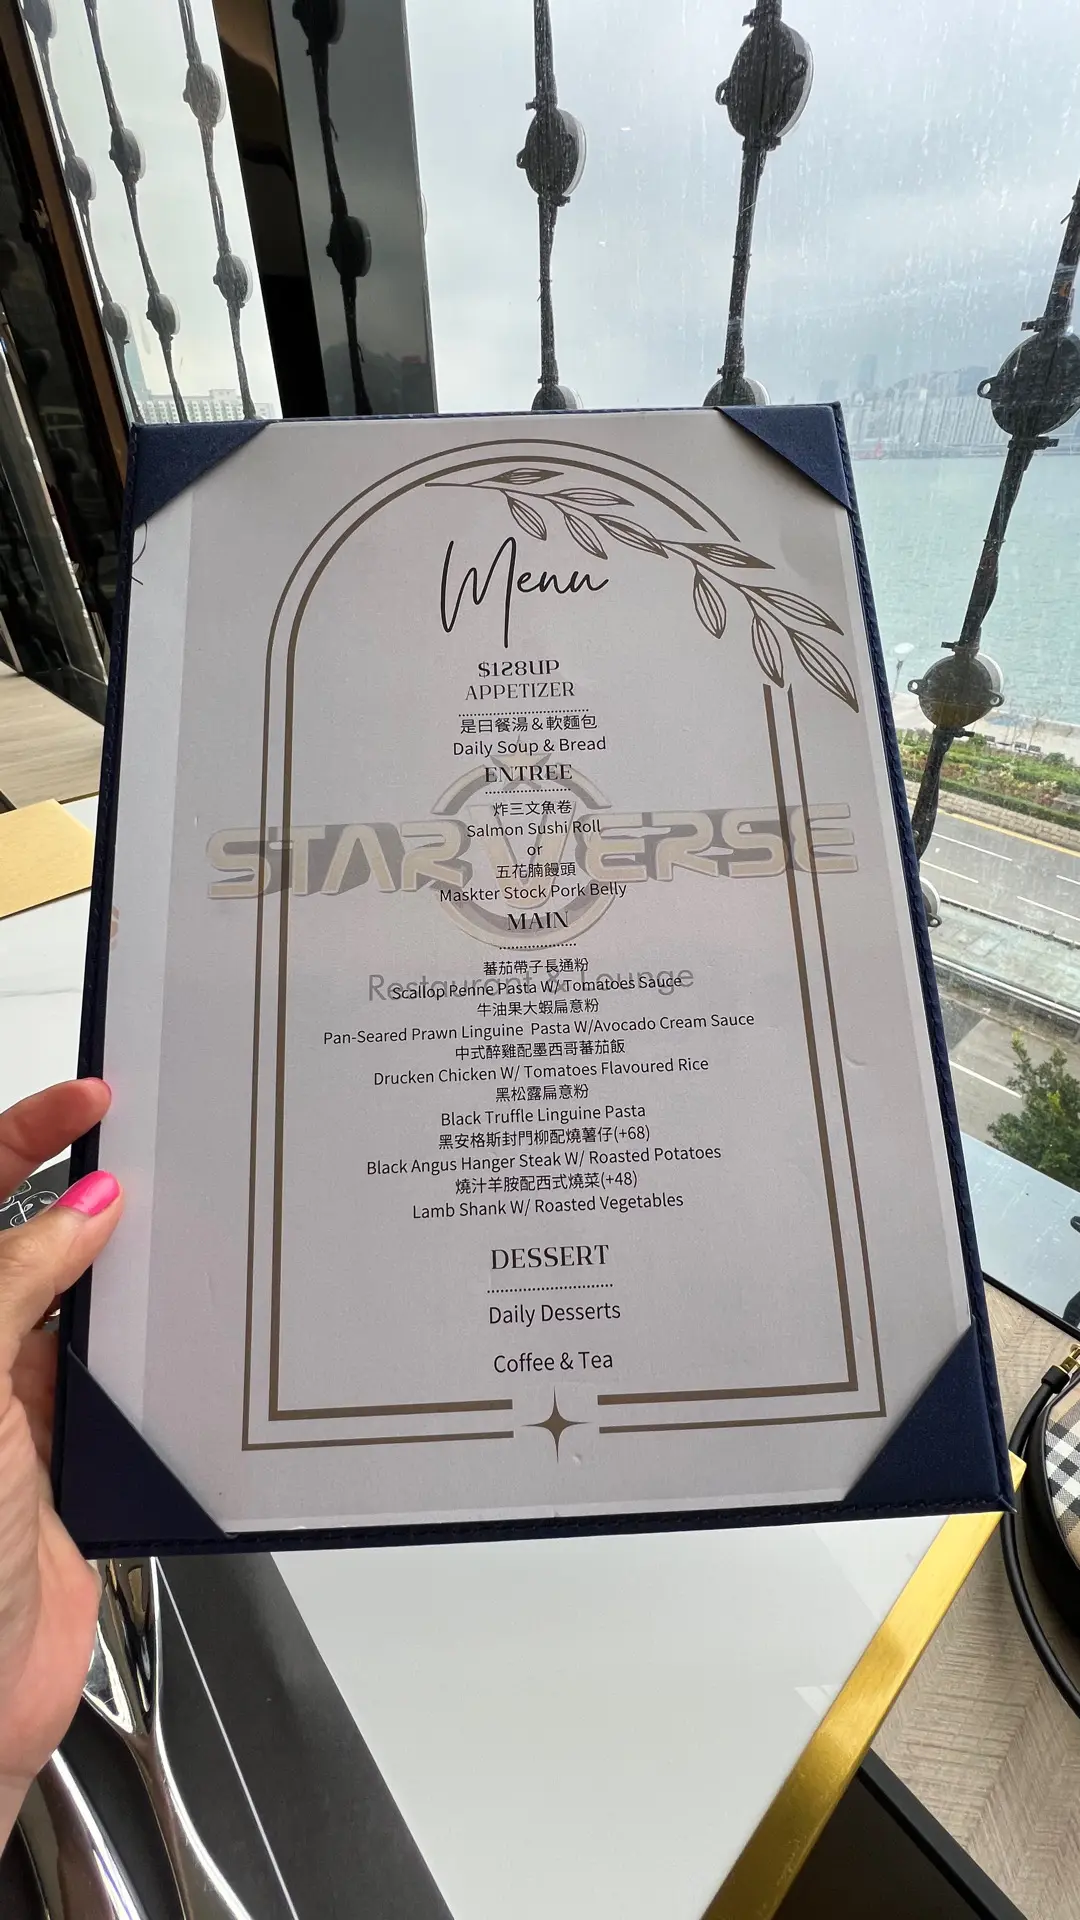 Menu
$128UP
APPETIZER
是日餐湯＆軟麵包
Daily Soup & Bread
ENTREE
炸三文魚卷
Salmon Sushi Roll
or
五花腩饅頭
Maskter Stock Pork Belly
STARVERSE
MAIN
Restaurant & Lounge
蕃茄帶子長通粉
Scallop Penne Pasta W/ Tomatoes Sauce
牛油果大蝦扁意粉
Pan-Seared Prawn Linguine Pasta W/Avocado Cream Sauce
中式醉雞配墨西哥蕃茄飯
Drucken Chicken W/ Tomatoes Flavoured Rice
黑松露扁意粉
Black Truffle Linguine Pasta
黑安格斯封門柳配燒薯仔(+68)
Black Angus Hanger Steak W/ Roasted Potatoes
燒汁羊胺配西式燒菜(+48)
Lamb Shank W/ Roasted Vegetables
DESSERT
Daily Desserts
Coffee & Tea